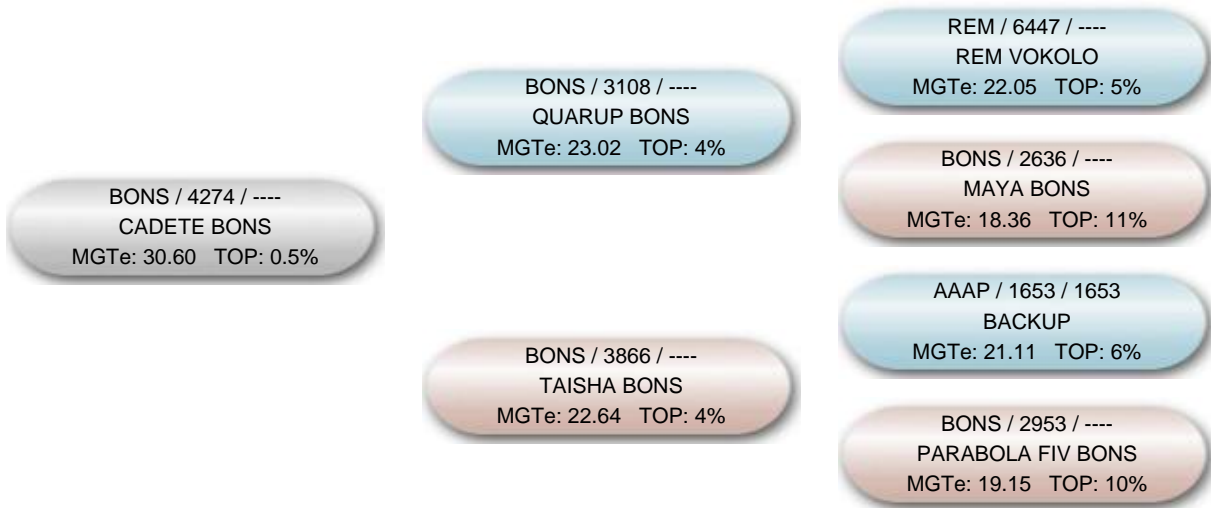 BONS / 4274 / ----
CADETE BONS
MGTe: 30.60 TOP: 0.5%
BONS / 3108 / ----
QUARUP BONS
MGTe: 23.02 TOP: 4%
BONS / 3866 / ----
TAISHA BONS
MGTe: 22.64 TOP: 4%
REM / 6447 / ----
REM VOKOLO
MGTe: 22.05 TOP: 5%
BONS / 2636 / ----
MAYA BONS
MGTe: 18.36 TOP: 11%
AAAP / 1653 / 1653
BACKUP
MGTe: 21.11 TOP: 6%
BONS / 2953 / ----
PARABOLA FIV BONS
MGTe: 19.15 TOP: 10%